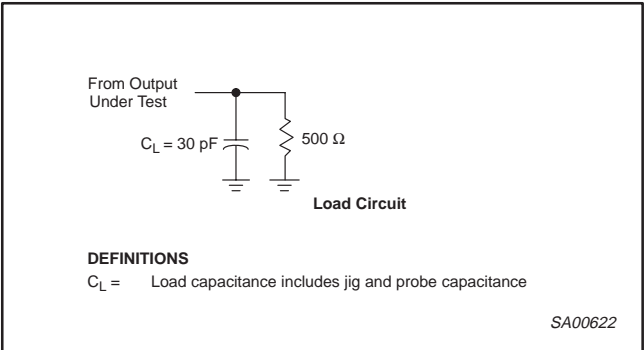 From Output
Under Test
C_L = 30 pF
500 Ω
Load Circuit
DEFINITIONS
C_L = Load capacitance includes jig and probe capacitance
SA00622